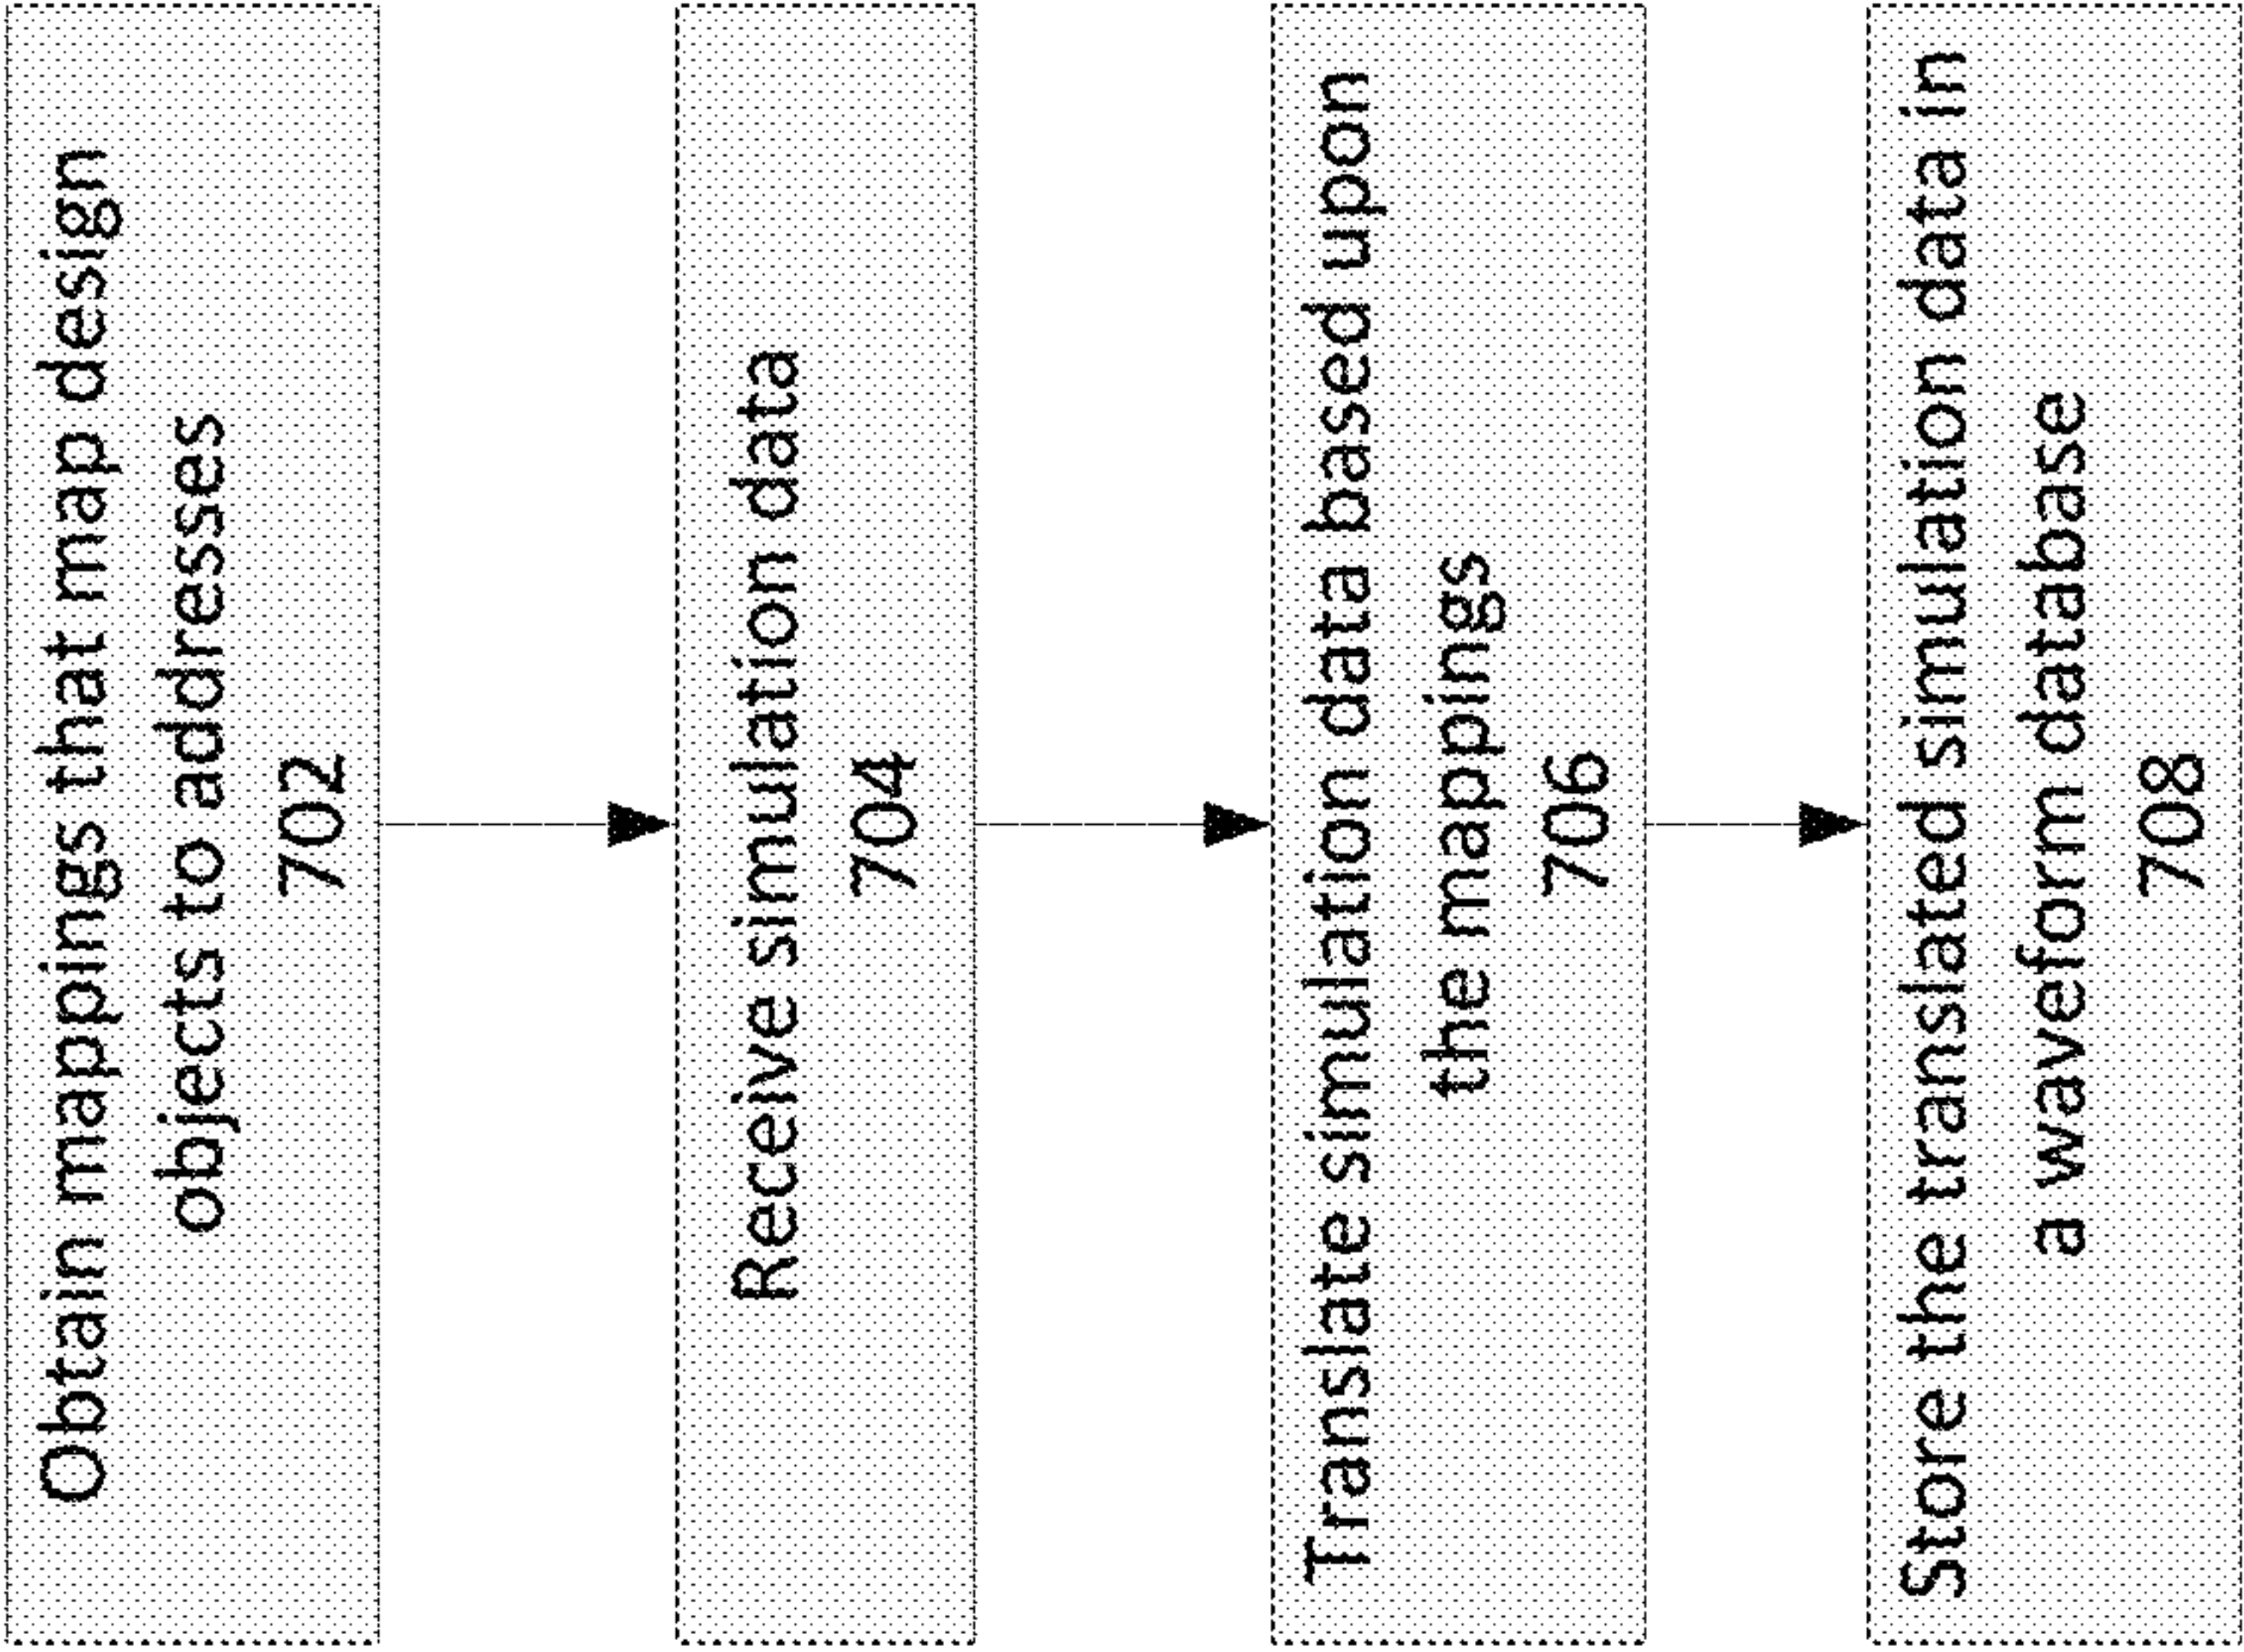 Obtain mappings that map design
objects to addresses
702
Receive simulation data
704
Translate simulation data based upon
the mappings
706
Store the translated simulation data in
a waveform database
708